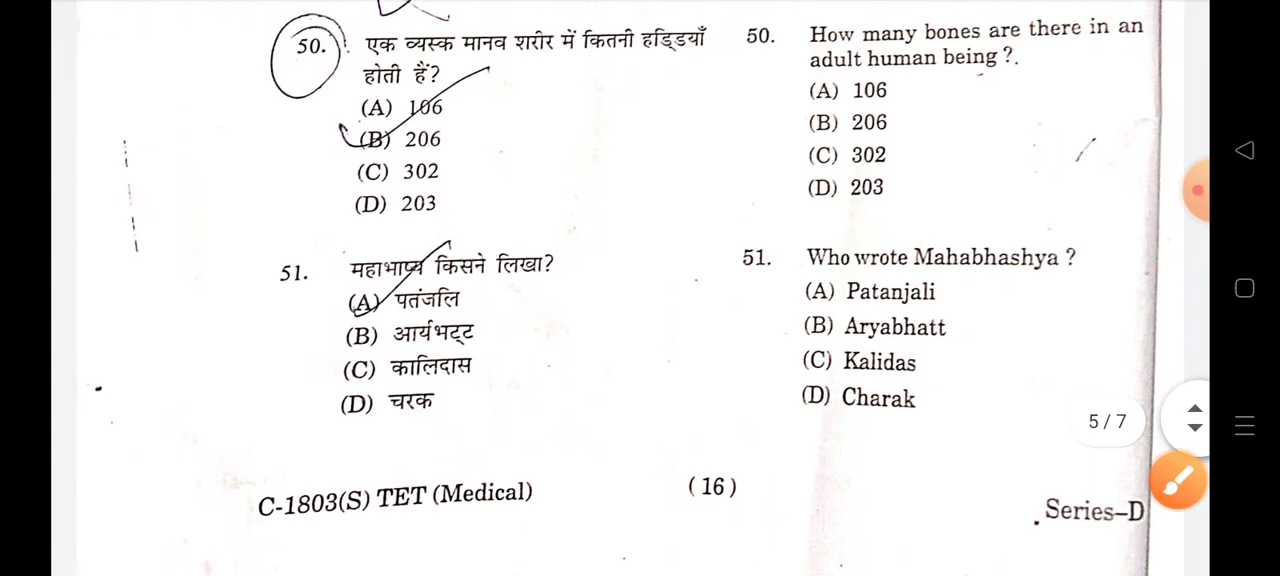 50. एक व्यस्क मानव शरीर में कितनी हड्डियाँ
होती हैं?
(A) 106
(B) 206
(C) 302
(D) 203
51. महाभाष्य किसने लिखा?
(A) पतंजलि
(B) आर्यभट्ट
(C) कालिदास
(D) चरक
50. How many bones are there in an
adult human being ?.
(A) 106
(B) 206
(C) 302
(D) 203
51. Who wrote Mahabhashya ?
(A) Patanjali
(B) Aryabhatt
(C) Kalidas
(D) Charak
5 / 7
C-1803(S) TET (Medical)
(16)
Series–D